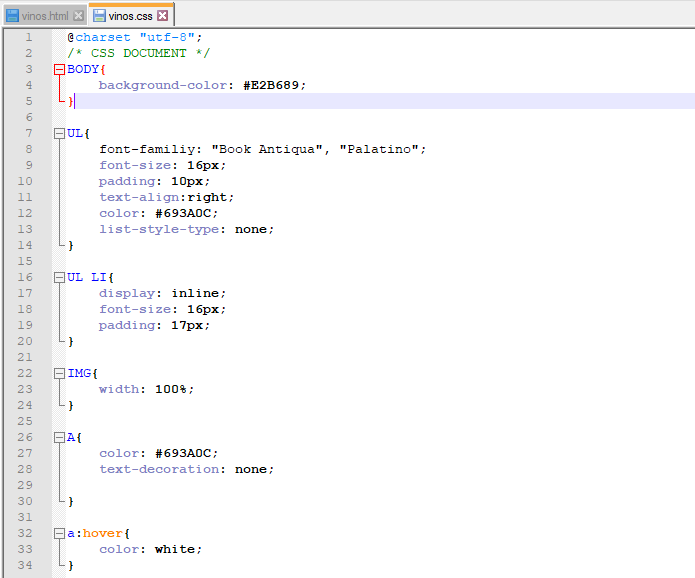 vinos.html vinos.css
1 @charset "utf-8";
2 /* CSS DOCUMENT */
3 BODY{
4 background-color: #E2B689;
5 }
6
7 UL{
8 font-familiy: "Book Antiqua", "Palatino";
9 font-size: 16px;
10 padding: 10px;
11 text-align:right;
12 color: #693A0C;
13 list-style-type: none;
14 }
15
16 UL LI{
17 display: inline;
18 font-size: 16px;
19 padding: 17px;
20 }
21
22 IMG{
23 width: 100%;
24 }
25
26 A{
27 color: #693A0C;
28 text-decoration: none;
29
30 }
31
32 a:hover{
33 color: white;
34 }